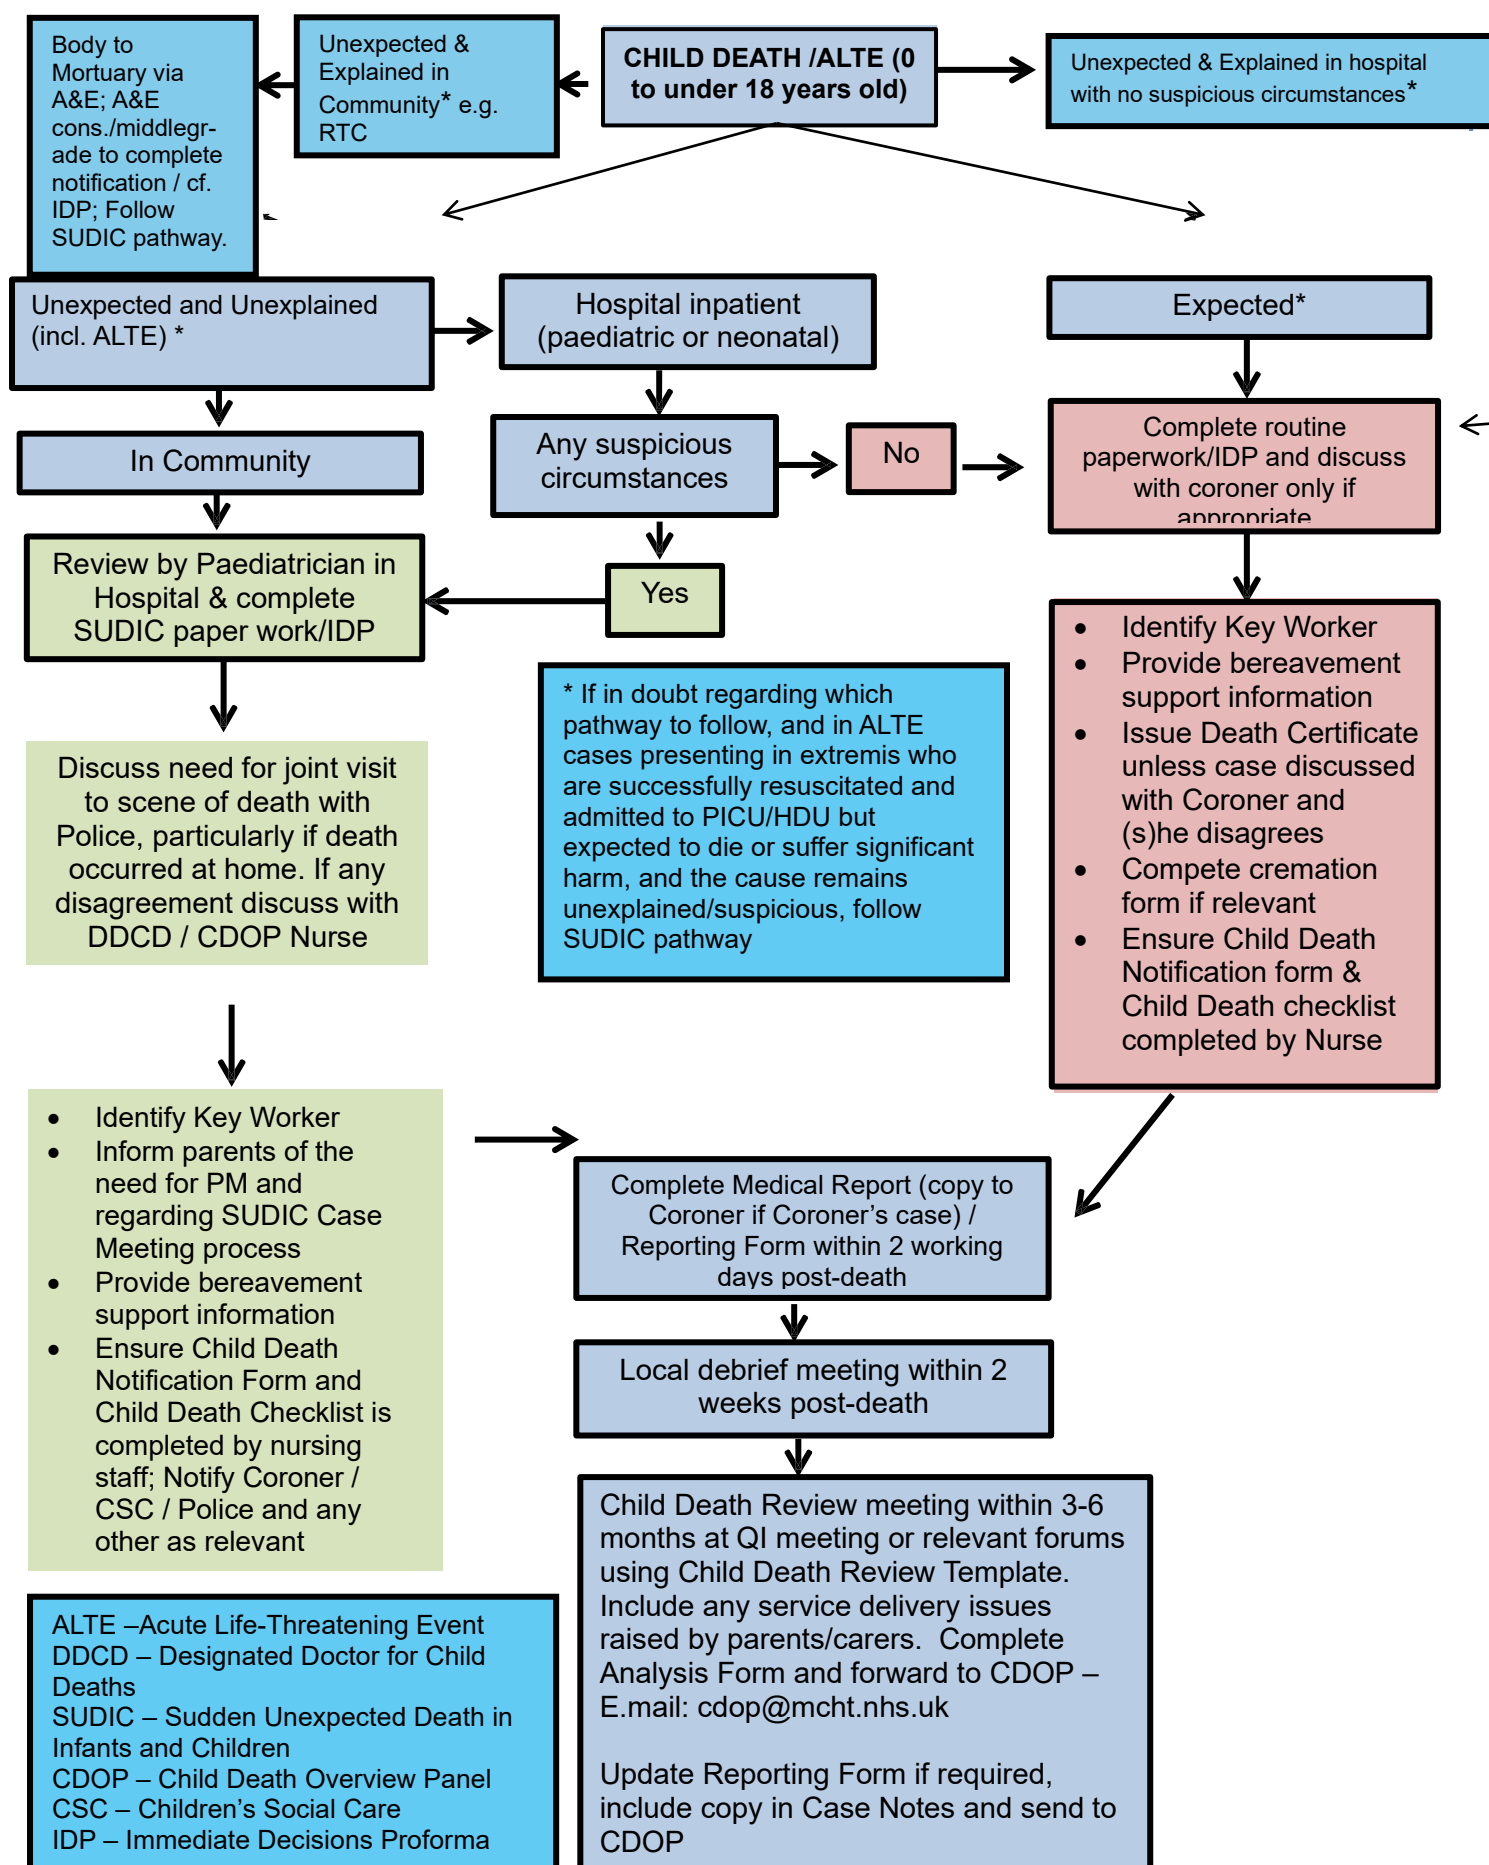 Body to
Mortuary via
A&E; A&E
cons./middlegr-
ade to complete
notification / cf.
IDP; Follow
SUDIC pathway.
Unexpected &
Explained in
Community* e.g.
RTC
CHILD DEATH /ALTE (0
to under 18 years old)
Unexpected & Explained in hospital
with no suspicious circumstances*
Unexpected and Unexplained
(incl. ALTE) *
Hospital inpatient
(paediatric or neonatal)
Expected*
In Community
Any suspicious
circumstances
No
Complete routine
paperwork/IDP and discuss
with coroner only if
appropriate
Review by Paediatrician in
Hospital & complete
SUDIC paper work/IDP
Yes
• Identify Key Worker
• Provide bereavement
support information
• Issue Death Certificate
unless case discussed
with Coroner and
(s)he disagrees
• Compete cremation
form if relevant
• Ensure Child Death
Notification form &
Child Death checklist
completed by Nurse
* If in doubt regarding which
pathway to follow, and in ALTE
cases presenting in extremis who
are successfully resuscitated and
admitted to PICU/HDU but
expected to die or suffer significant
harm, and the cause remains
unexplained/suspicious, follow
SUDIC pathway
Discuss need for joint visit
to scene of death with
Police, particularly if death
occurred at home. If any
disagreement discuss with
DDCD / CDOP Nurse
• Identify Key Worker
• Inform parents of the
need for PM and
regarding SUDIC Case
Meeting process
• Provide bereavement
support information
• Ensure Child Death
Notification Form and
Child Death Checklist is
completed by nursing
staff; Notify Coroner /
CSC / Police and any
other as relevant
Complete Medical Report (copy to
Coroner if Coroner’s case) /
Reporting Form within 2 working
days post-death
Local debrief meeting within 2
weeks post-death
Child Death Review meeting within 3-6
months at QI meeting or relevant forums
using Child Death Review Template.
Include any service delivery issues
raised by parents/carers.  Complete
Analysis Form and forward to CDOP –
E.mail: cdop@mcht.nhs.uk
Update Reporting Form if required,
include copy in Case Notes and send to
CDOP
ALTE –Acute Life-Threatening Event
DDCD – Designated Doctor for Child
Deaths
SUDIC – Sudden Unexpected Death in
Infants and Children
CDOP – Child Death Overview Panel
CSC – Children’s Social Care
IDP – Immediate Decisions Proforma